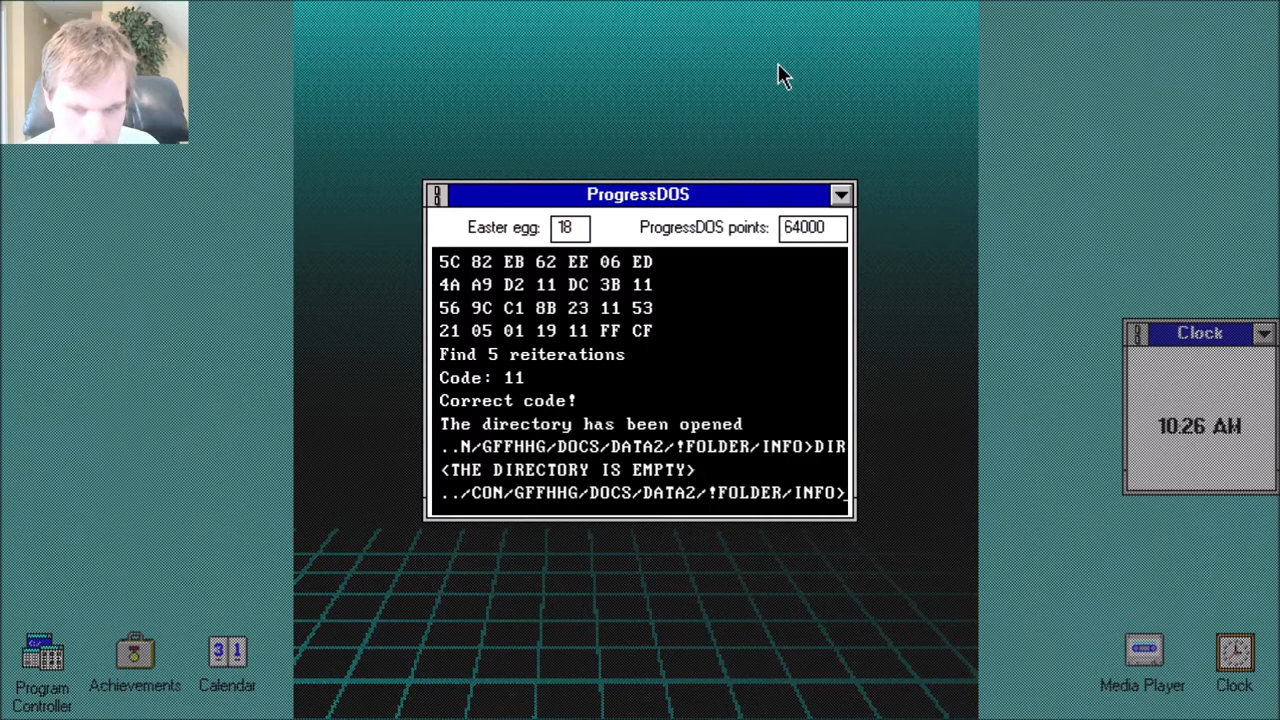 ProgressDOS
Easter egg: 18 ProgressDOS points: 64000
5C 82 EB 62 EE 06 ED
4A A9 D2 11 DC 3B 11
56 9C C1 8B 23 11 53
21 05 01 19 11 FF CF
Find 5 reiterations
Code: 11
Correct code!
The directory has been opened
..N/GFFHHG/DOCS/DATA2/!FOLDER/INFO>DIR
<THE DIRECTORY IS EMPTY>
../CON/GFFHHG/DOCS/DATA2/!FOLDER/INFO>_
Clock
10.26 AM
Program
Controller
Achievements
31
Calendar
Media Player
Clock